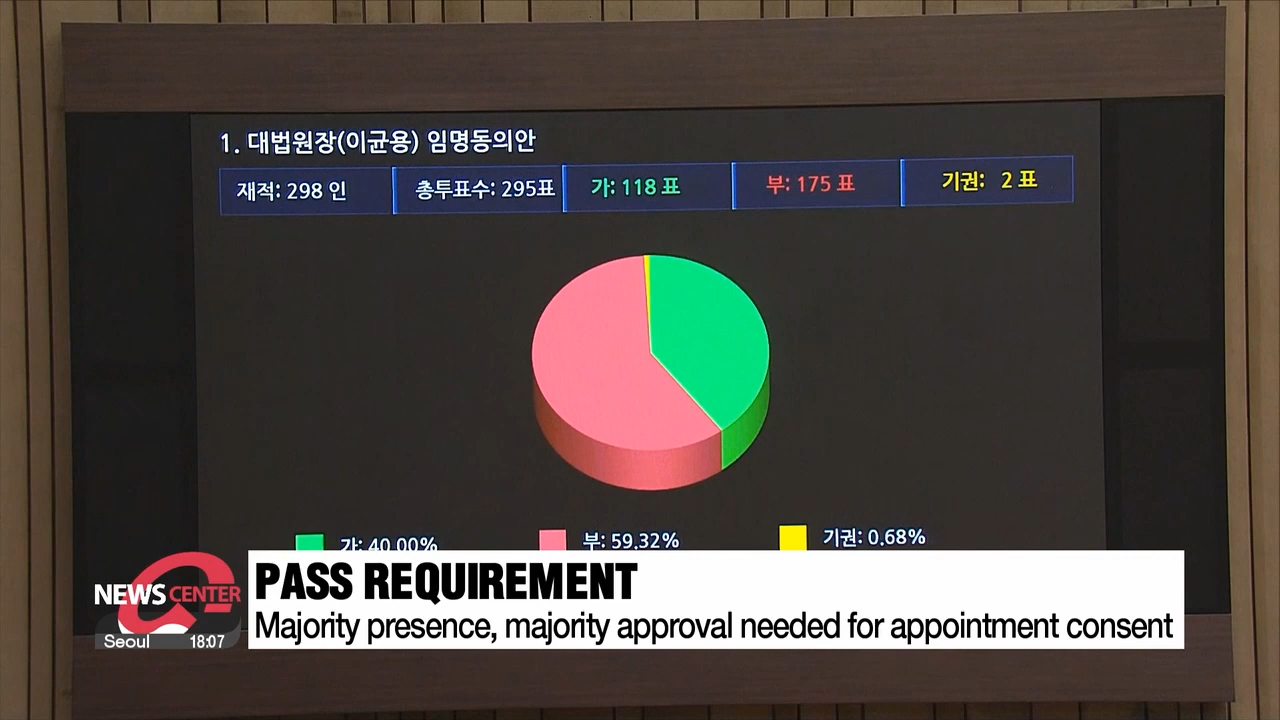 1. 대법원장(이균용) 임명동의안
재적: 298 인 총투표수: 295표 가: 118 표 부: 175 표 기권: 2 표
가: 40.00% 부: 59.32% 기권: 0.68%
NEWS CENTER
Seoul 18:07
PASS REQUIREMENT
Majority presence, majority approval needed for appointment consent